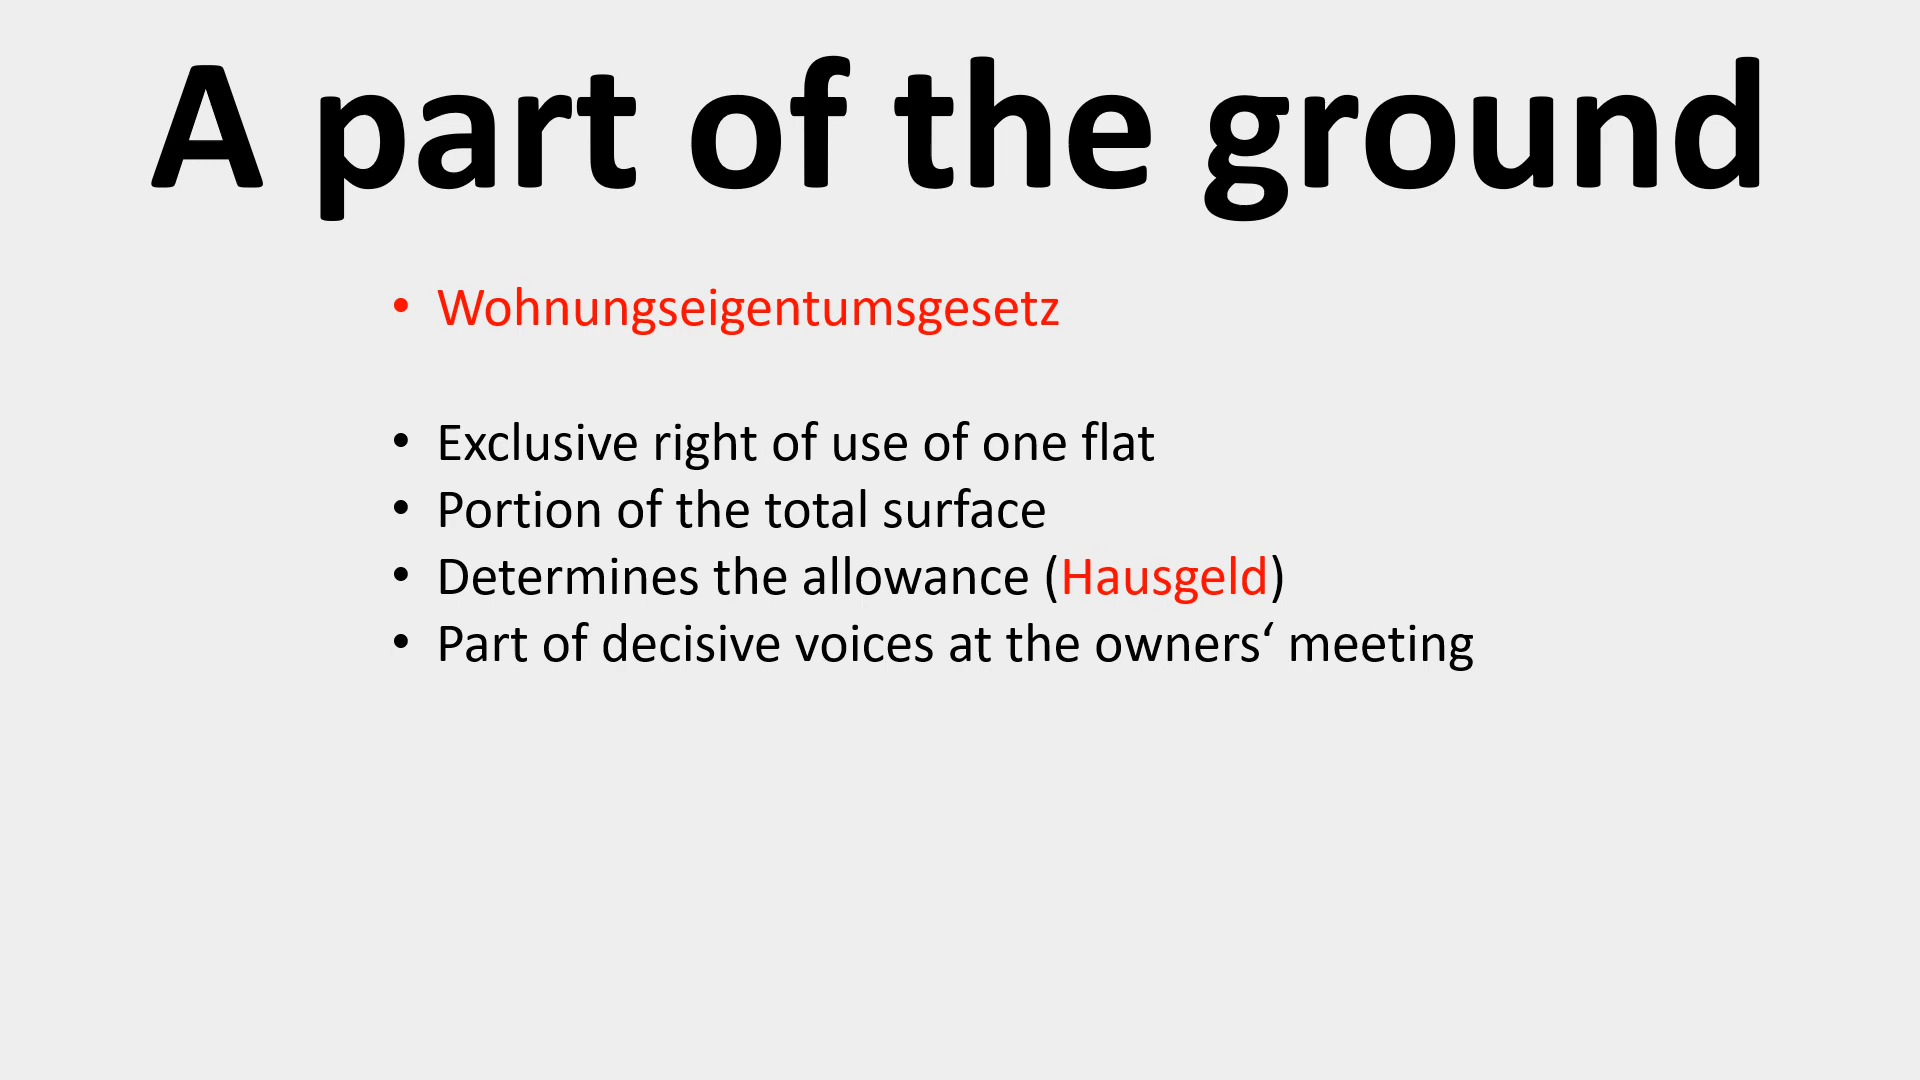 A part of the ground
• Wohnungseigentumsgesetz
• Exclusive right of use of one flat
• Portion of the total surface
• Determines the allowance (Hausgeld)
• Part of decisive voices at the owners‘ meeting